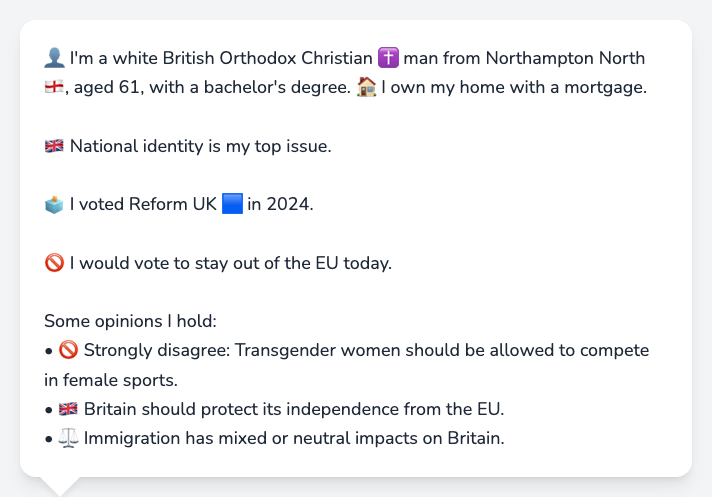 👤 I'm a white British Orthodox Christian ✝️ man from Northampton North
🏴󠁧󠁢󠁥󠁮󠁧󠁿, aged 61, with a bachelor's degree. 🏠 I own my home with a mortgage.
🇬🇧 National identity is my top issue.
🗳️ I voted Reform UK 🟦 in 2024.
🚫 I would vote to stay out of the EU today.
Some opinions I hold:
• 🚫 Strongly disagree: Transgender women should be allowed to compete
in female sports.
• 🇬🇧 Britain should protect its independence from the EU.
• ⚖️ Immigration has mixed or neutral impacts on Britain.